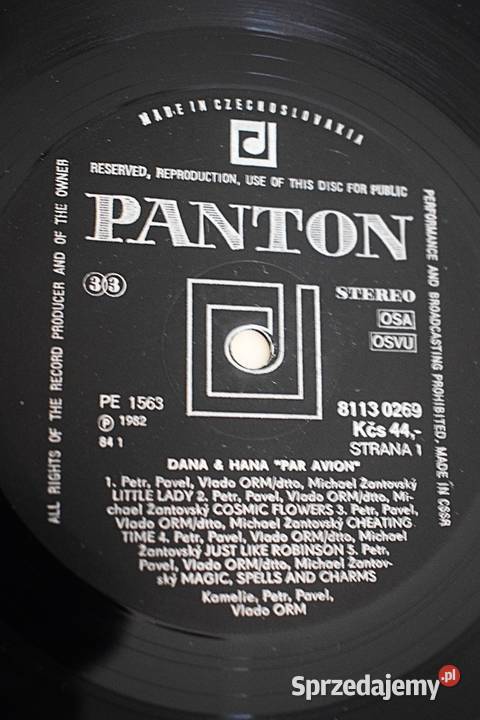 MADE IN CZECHOSLOVAKIA
RESERVED, REPRODUCTION, USE OF THIS DISC FOR PUBLIC
PERFORMANCE AND BROADCASTING PROHIBITED, MADE IN ČSSR
ALL RIGHTS OF THE RECORD PRODUCER AND OF THE OWNER
PANTON
33
STEREO
OSA
OSVU
PE 1563
Ⓟ 1982
84 1
8113 0269
Kčs 44,-
STRANA 1
DANA & HANA "PAR AVION"
1. Petr, Pavel, Vlado ORM/dtto, Michael Žantovský
LITTLE LADY 2. Petr, Pavel, Vlado ORM/dtto, Mi-
chael Žantovský COSMIC FLOWERS 3. Petr, Pavel,
Vlado ORM/dtto, Michael Žantovský CHEATING
TIME 4. Petr, Pavel, Vlado ORM/dtto, Michael
Žantovský JUST LIKE ROBINSON 5. Petr,
Pavel, Vlado ORM/dtto, Michael Žantov-
ský MAGIC, SPELLS AND CHARMS
Kamelie, Petr, Pavel,
Vlado ORM
Sprzedajemy.pl